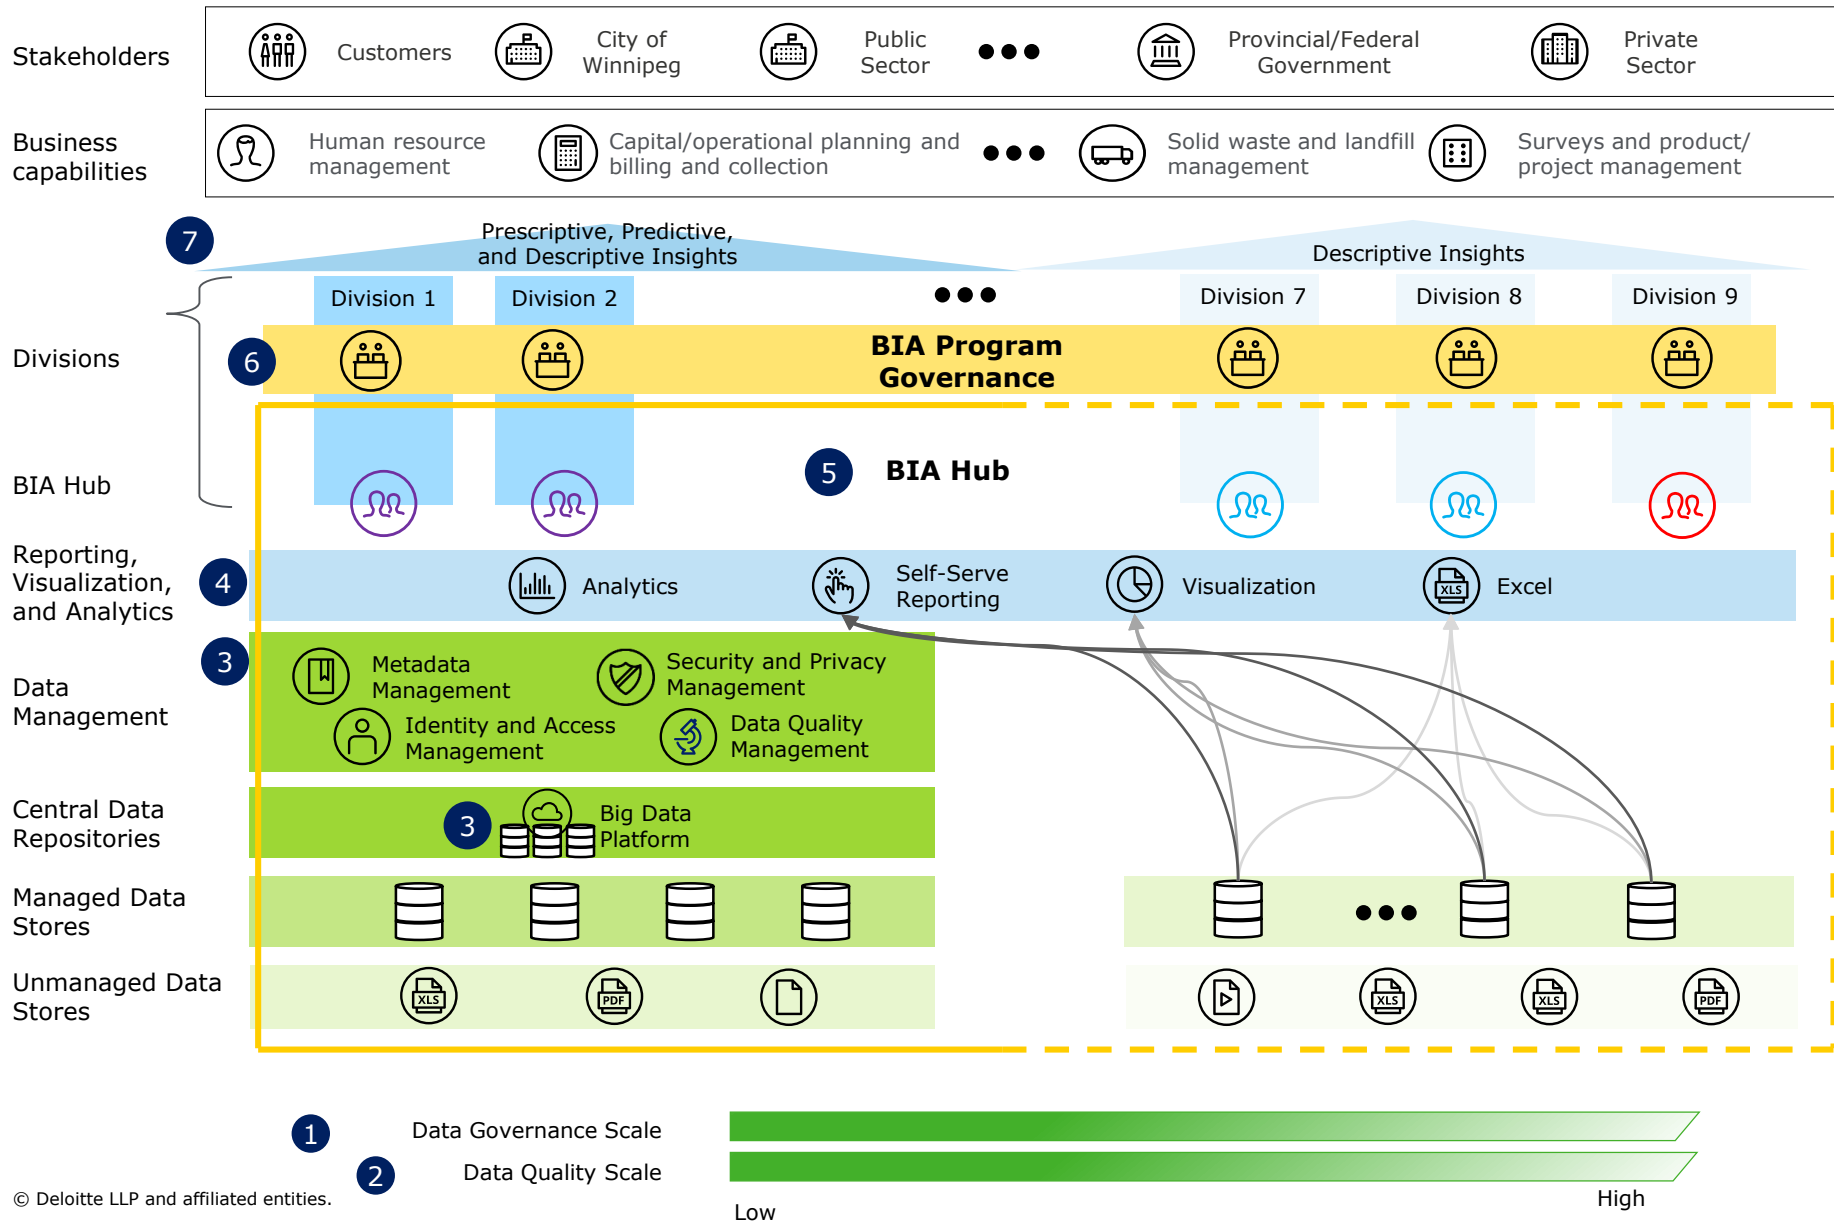 Stakeholders
Customers
City of
Winnipeg
Public
Sector
Provincial/Federal
Government
Private
Sector
Business
capabilities
Human resource
management
Capital/operational planning and
billing and collection
Solid waste and landfill
management
Surveys and product/
project management
7
Prescriptive, Predictive,
and Descriptive Insights
Descriptive Insights
Division 1
Division 2
Division 7
Division 8
Division 9
Divisions
6
BIA Program
Governance
BIA Hub
5
BIA Hub
Reporting,
Visualization,
and Analytics
4
Analytics
Self-Serve
Reporting
Visualization
XLS
Excel
Data
Management
3
Metadata
Management
Security and Privacy
Management
Identity and Access
Management
Data Quality
Management
Central Data
Repositories
3
Big Data
Platform
Managed Data
Stores
Unmanaged Data
Stores
XLS
PDF
XLS
XLS
PDF
1
Data Governance Scale
2
Data Quality Scale
Low
High
© Deloitte LLP and affiliated entities.